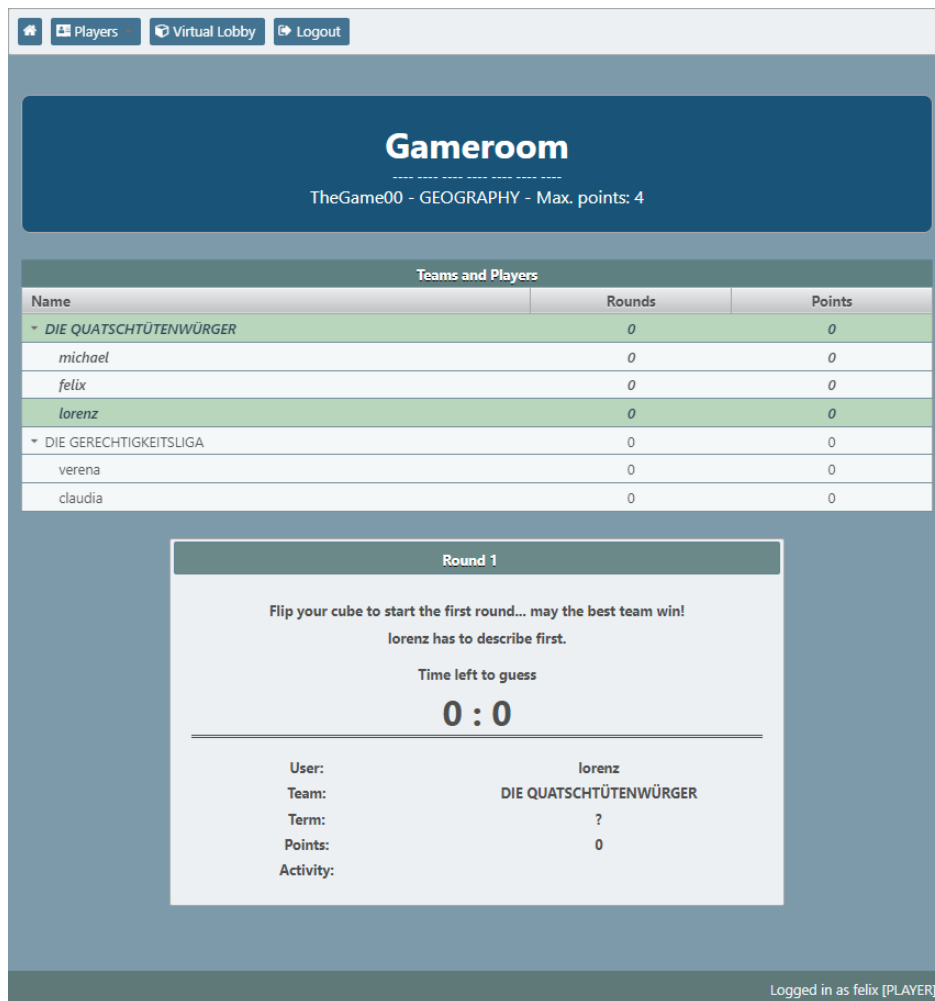 Players Virtual Lobby Logout
Gameroom
---- ---- ---- ---- ---- ---- ----
TheGame00 - GEOGRAPHY - Max. points: 4
Teams and Players
Name Rounds Points
DIE QUATSCHTÜTENWÜRGER 0 0
michael 0 0
felix 0 0
lorenz 0 0
DIE GERECHTIGKEITSLIGA 0 0
verena 0 0
claudia 0 0
Round 1
Flip your cube to start the first round... may the best team win!
lorenz has to describe first.
Time left to guess
0 : 0
User: lorenz
Team: DIE QUATSCHTÜTENWÜRGER
Term: ?
Points: 0
Activity:
Logged in as felix [PLAYER]